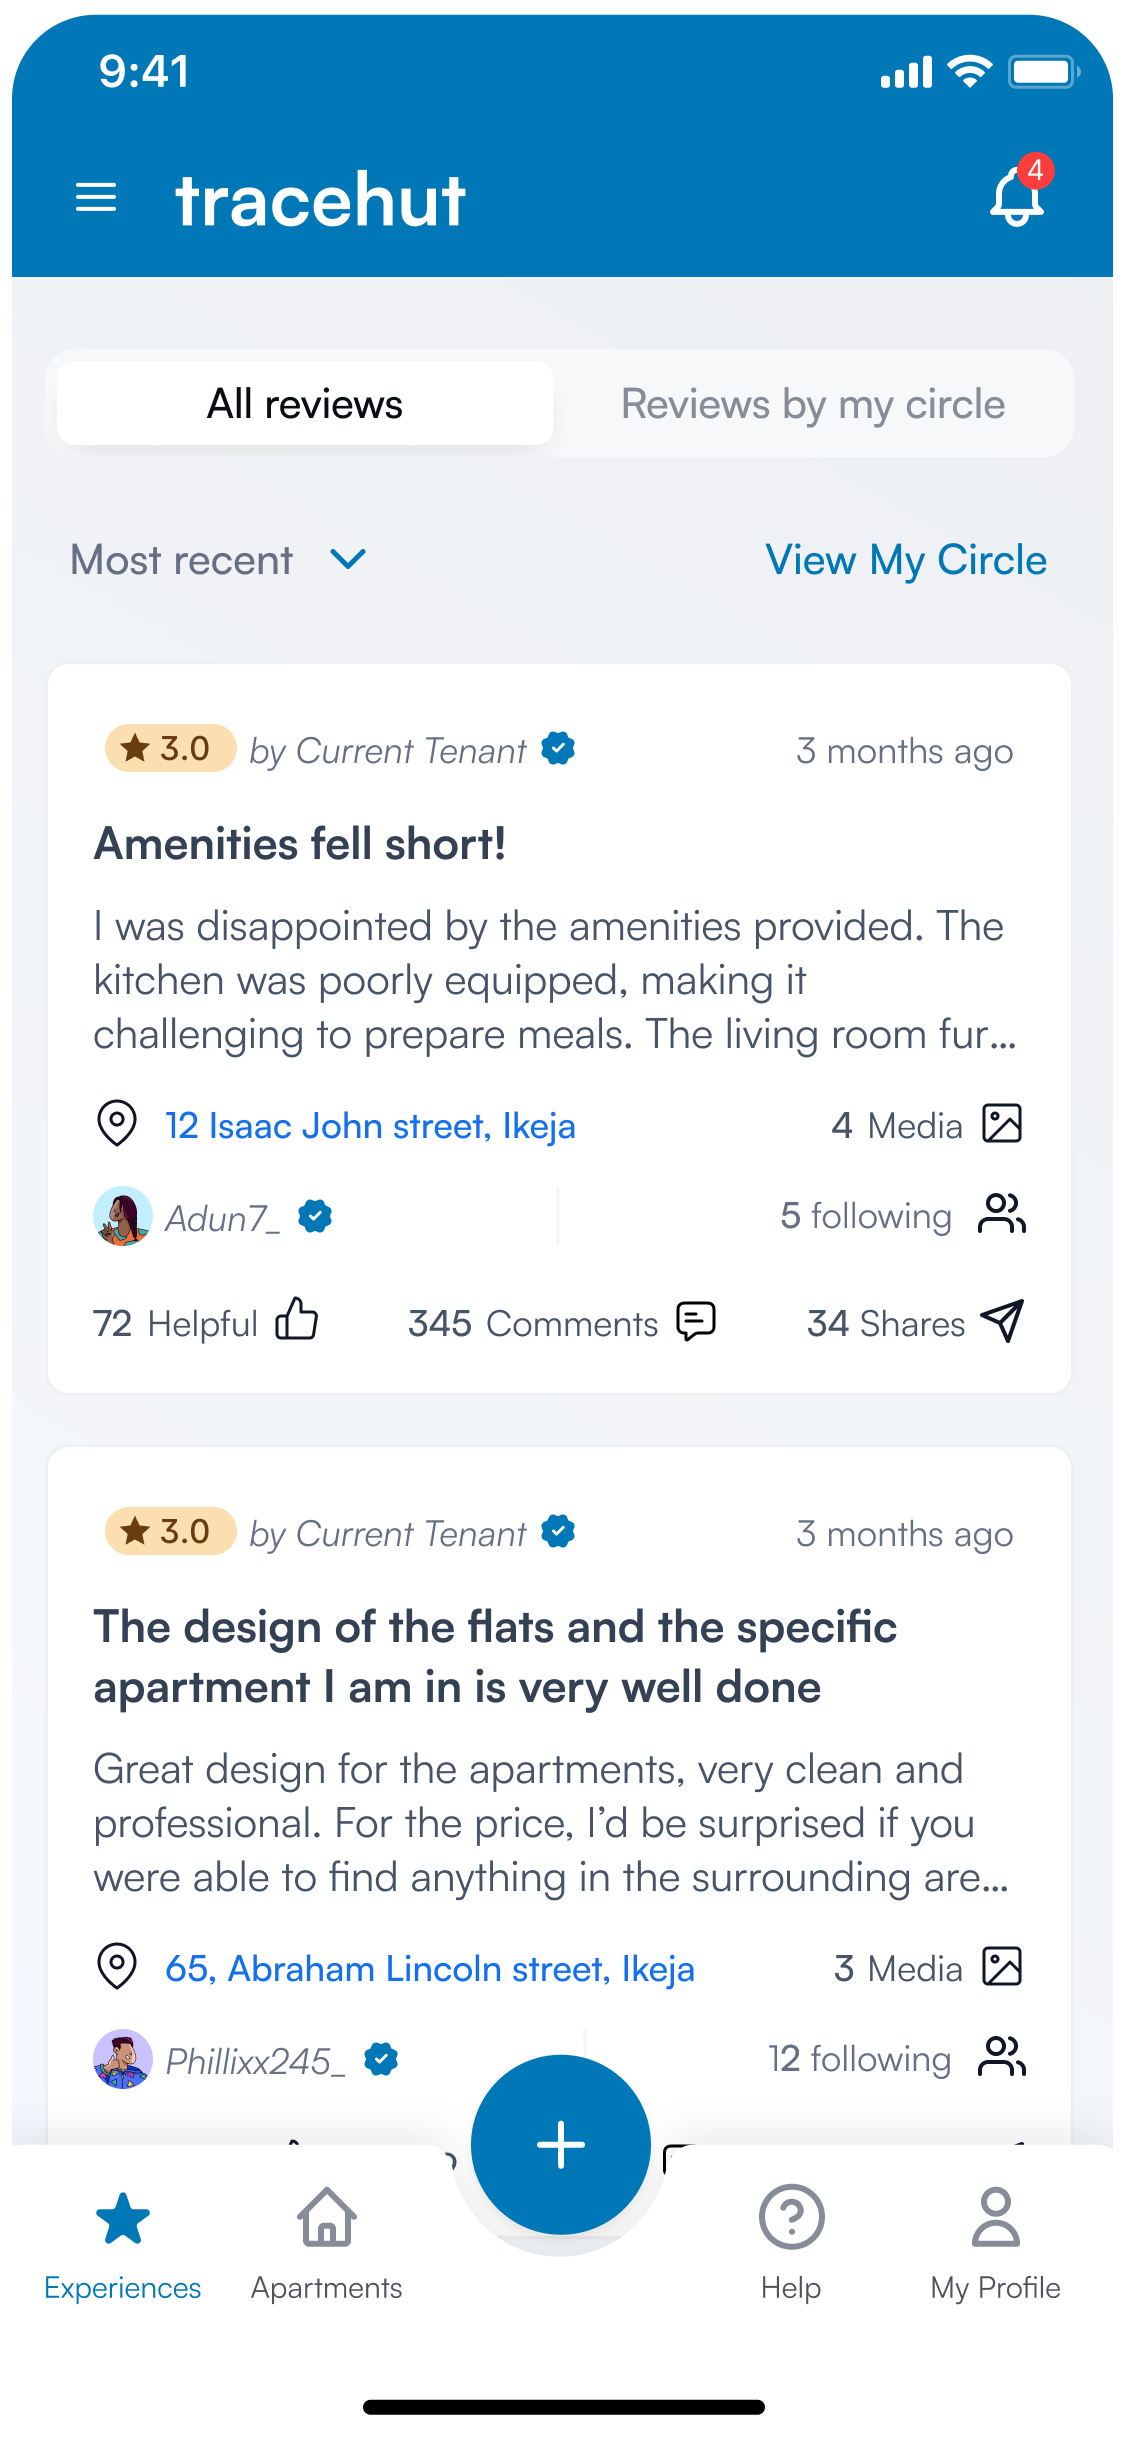 9:41
tracehut
4
All reviews
Reviews by my circle
Most recent
View My Circle
3.0 by Current Tenant
3 months ago
Amenities fell short!
I was disappointed by the amenities provided. The
kitchen was poorly equipped, making it
challenging to prepare meals. The living room fur...
12 Isaac John street, Ikeja
4 Media
Adun7_
5 following
72 Helpful
345 Comments
34 Shares
3.0 by Current Tenant
3 months ago
The design of the flats and the specific
apartment I am in is very well done
Great design for the apartments, very clean and
professional. For the price, I’d be surprised if you
were able to find anything in the surrounding are...
65, Abraham Lincoln street, Ikeja
3 Media
Phillixx245_
12 following
Experiences
Apartments
Help
My Profile